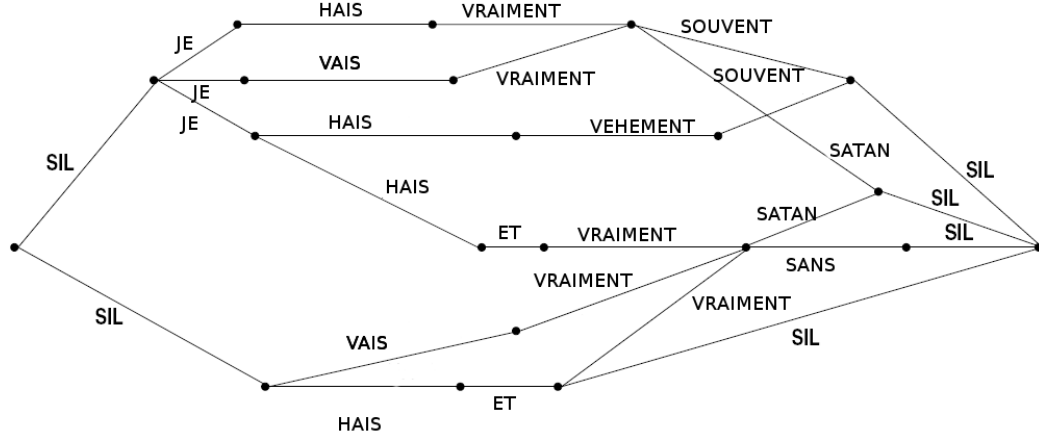 HAIS VRAIMENT
SOUVENT
JE
VAIS
VRAIMENT
SOUVENT
JE
JE
HAIS
VEHEMENT
SATAN
SIL
SIL
HAIS
SIL
SATAN
ET
VRAIMENT
SIL
SANS
VRAIMENT
VRAIMENT
SIL
SIL
VAIS
ET
HAIS